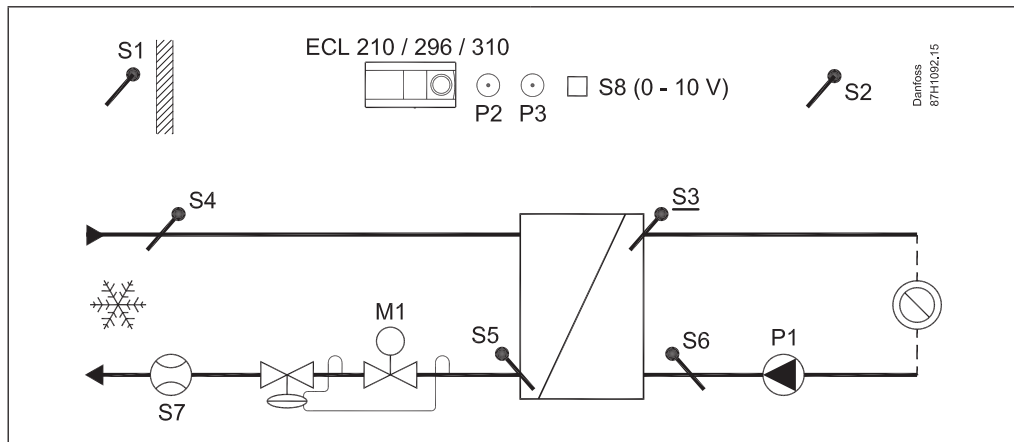 S1
ECL 210 / 296 / 310
P2
P3
S8 (0 - 10 V)
S2
Danfoss
87H1092.15
S4
S3
M1
S5
S6
P1
S7